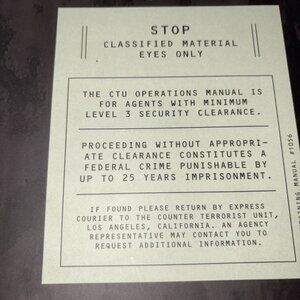 STOP
CLASSIFIED MATERIAL
EYES ONLY
THE CTU OPERATIONS MANUAL IS
FOR AGENTS WITH MINIMUM
LEVEL 3 SECURITY CLEARANCE.
PROCEEDING WITHOUT APPROPRI-
ATE CLEARANCE CONSTITUTES A
FEDERAL CRIME PUNISHABLE BY
UP TO 25 YEARS IMPRISONMENT.
IF FOUND PLEASE RETURN BY EXPRESS
COURIER TO THE COUNTER TERRORIST UNIT,
LOS ANGELES, CALIFORNIA. AN AGENCY
REPRESENTATIVE MAY CONTACT YOU TO
REQUEST ADDITIONAL INFORMATION.
MANUAL #1056